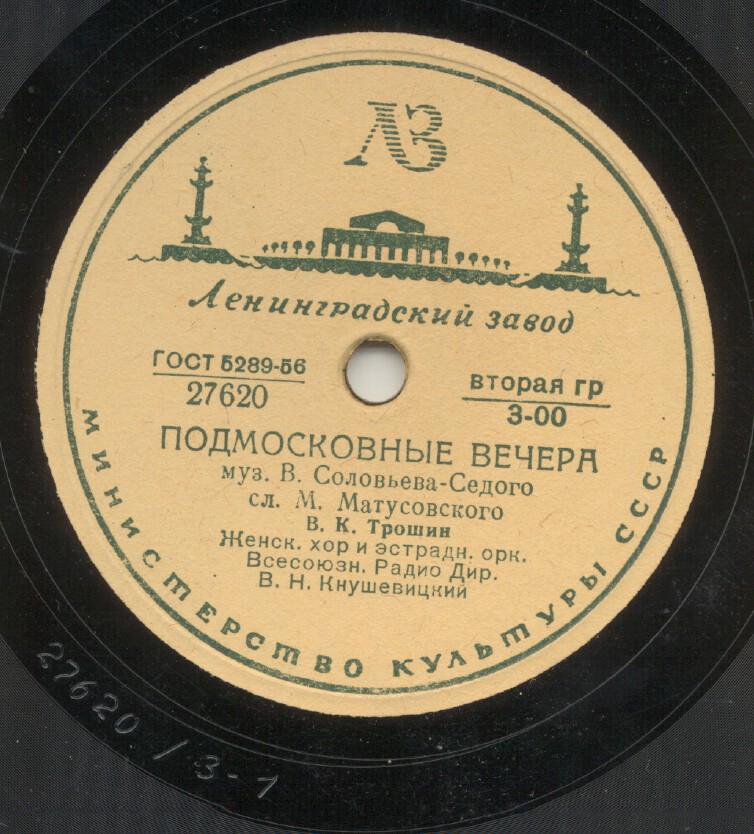 ЛЗ
Ленинградский завод
ГОСТ 5289-56
27620
вторая гр
3-00
ПОДМОСКОВНЫЕ ВЕЧЕРА
муз. В. Соловьева-Седого
сл. М. Матусовского
В. К. Трошин
Женск. хор и эстрадн. орк.
Всесоюзн. Радио Дир.
В. Н. Кнушевицкий
МИНИСТЕРСТВО КУЛЬТУРЫ СССР
27620 / 3-1